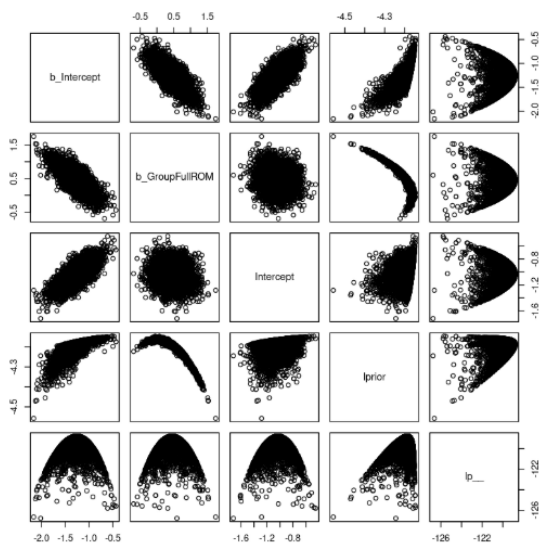 -0.5 0.5 1.5 -4.5 -4.3
b_Intercept
-2.0 -1.5 -1.0 -0.5
-0.5 0.5 1.5
b_GroupFullROM
Intercept
-1.6 -1.2 -0.8
-4.5 -4.3
lprior
lp__
-126 -122
-2.0 -1.5 -1.0 -0.5 -1.6 -1.2 -0.8 -126 -122